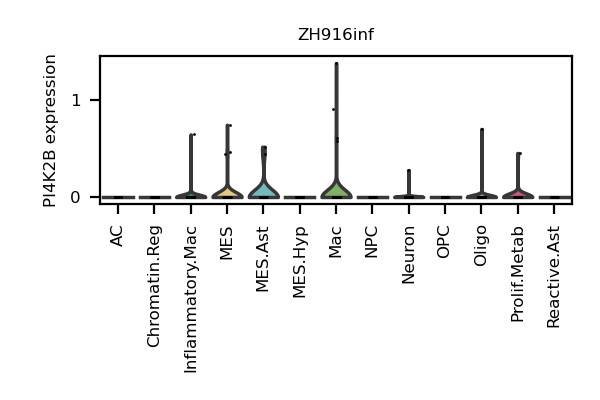 ZH916inf
PI4K2B expression
1
0
AC
Chromatin.Reg
Inflammatory.Mac
MES
MES.Ast
MES.Hyp
Mac
NPC
Neuron
OPC
Oligo
Prolif.Metab
Reactive.Ast